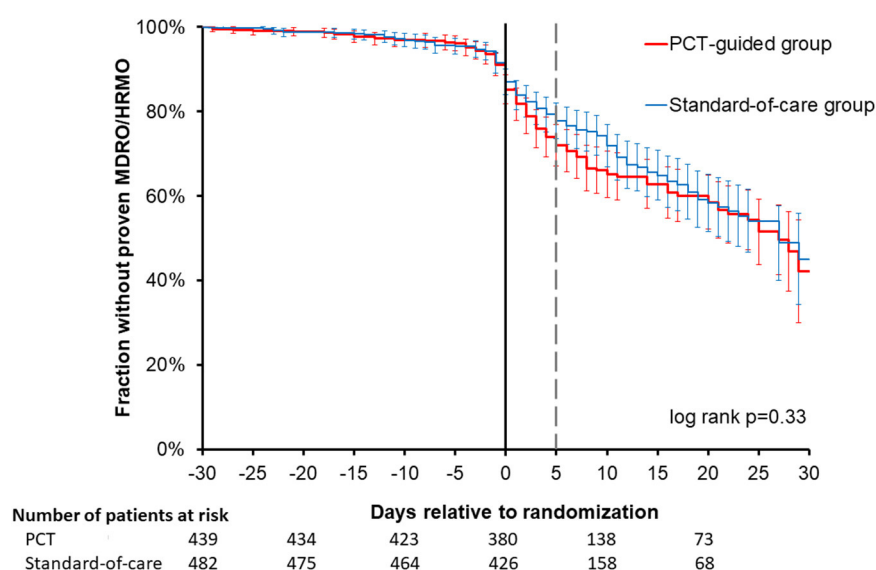 100%
80%
60%
40%
20%
0%
Fraction without proven MDRO/HRMO
PCT-guided group
Standard-of-care group
log rank p=0.33
-30 -25 -20 -15 -10 -5 0 5 10 15 20 25 30
Days relative to randomization
Number of patients at risk
PCT 439 434 423 380 138 73
Standard-of-care 482 475 464 426 158 68